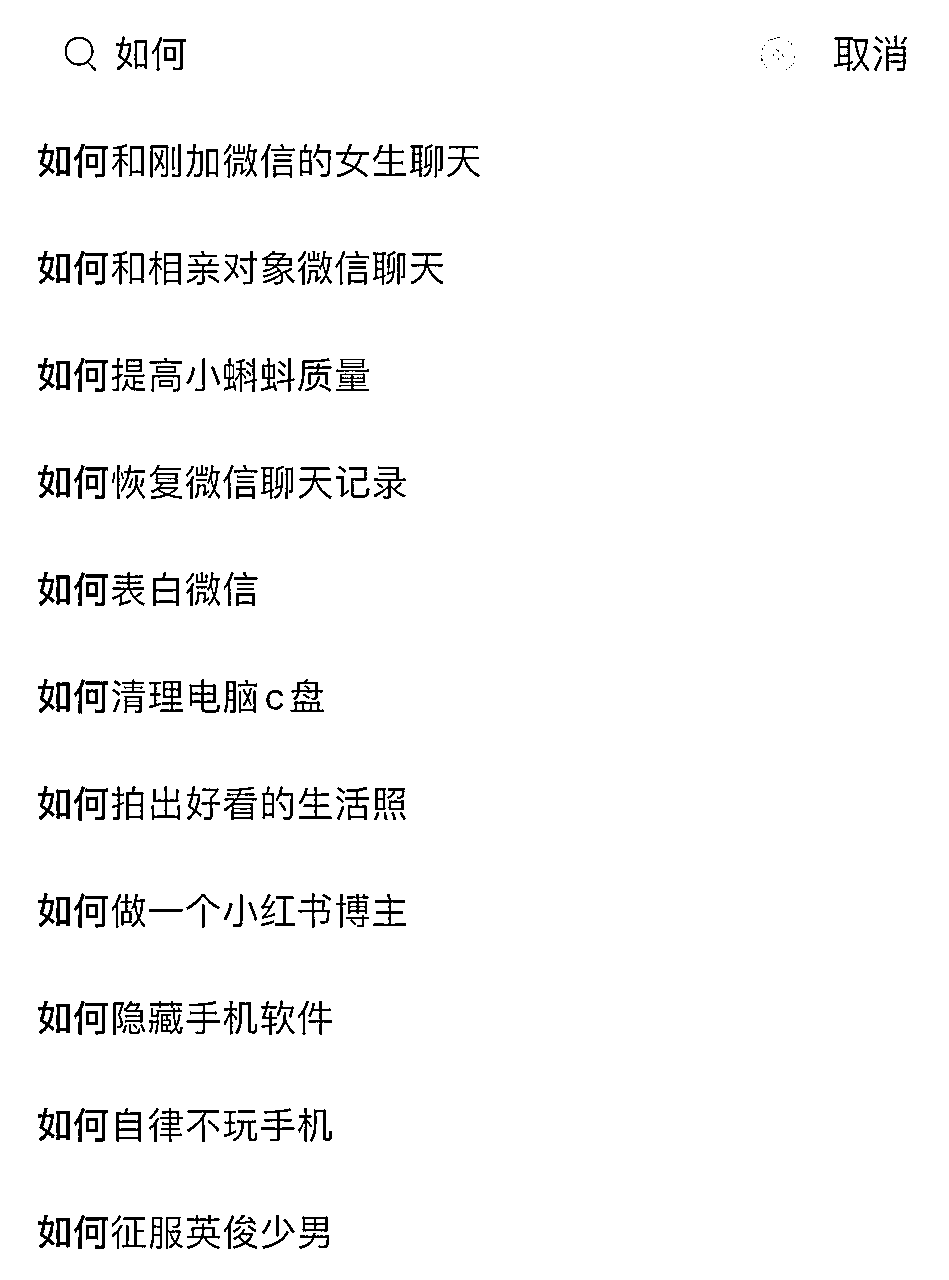 如何 取消
如何和刚加微信的女生聊天
如何和相亲对象微信聊天
如何提高小蝌蚪质量
如何恢复微信聊天记录
如何表白微信
如何清理电脑c盘
如何拍出好看的生活照
如何做一个小红书博主
如何隐藏手机软件
如何自律不玩手机
如何征服英俊少男